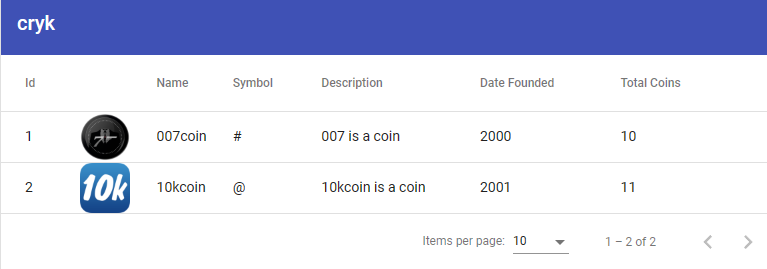 cryk
Id Name Symbol Description Date Founded Total Coins
1 007coin # 007 is a coin 2000 10
2 10k 10kcoin @ 10kcoin is a coin 2001 11
Items per page: 10 1 – 2 of 2